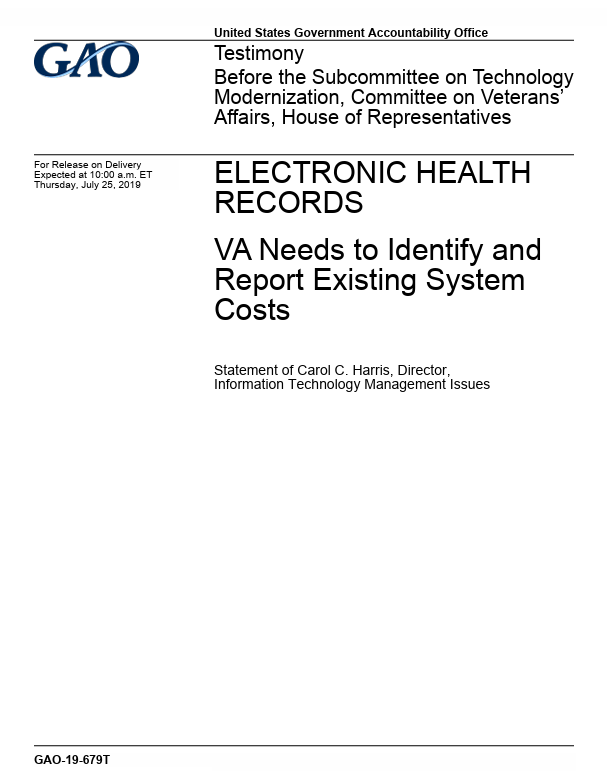 United States Government Accountability Office
GAO
Testimony
Before the Subcommittee on Technology
Modernization, Committee on Veterans’
Affairs, House of Representatives
For Release on Delivery
Expected at 10:00 a.m. ET
Thursday, July 25, 2019
ELECTRONIC HEALTH
RECORDS
VA Needs to Identify and
Report Existing System
Costs
Statement of Carol C. Harris, Director,
Information Technology Management Issues
GAO-19-679T